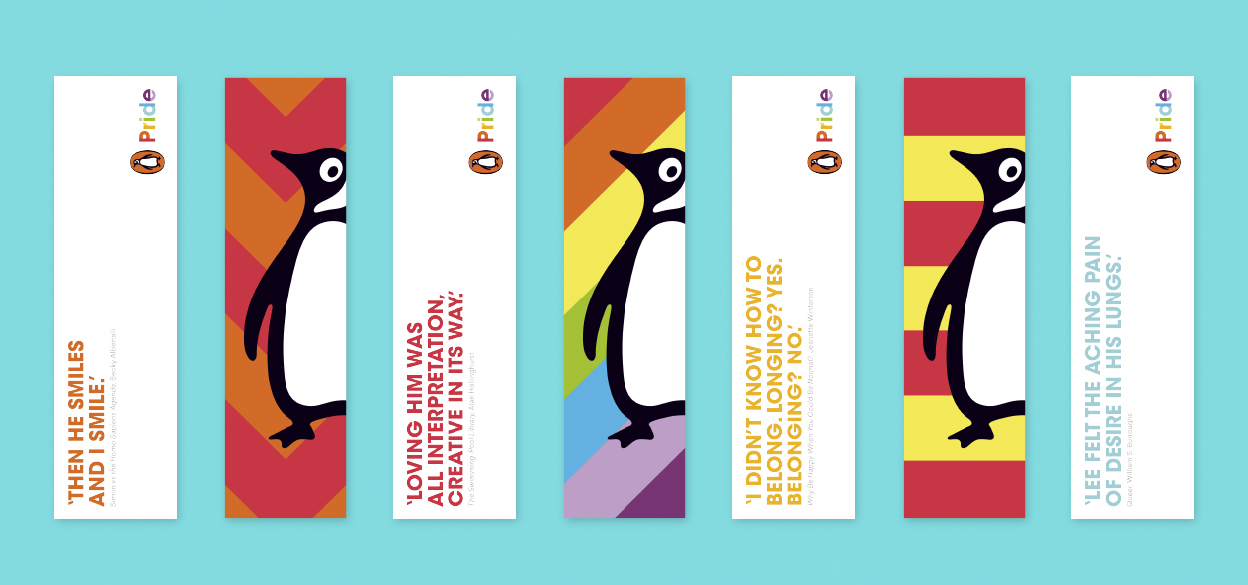 Pride
'THEN HE SMILES
AND I SMILE.'
Simon vs the Homo Sapiens Agenda, Becky Albertalli
Pride
'LOVING HIM WAS
ALL INTERPRETATION,
CREATIVE IN ITS WAY.'
The Swimming-Pool Library, Alan Hollinghurst
Pride
'I DIDN'T KNOW HOW TO
BELONG. LONGING? YES.
BELONGING? NO.'
Why Be Happy When You Could Be Normal?, Jeanette Winterson
Pride
'LEE FELT THE ACHING PAIN
OF DESIRE IN HIS LUNGS.'
Queer, William S. Burroughs